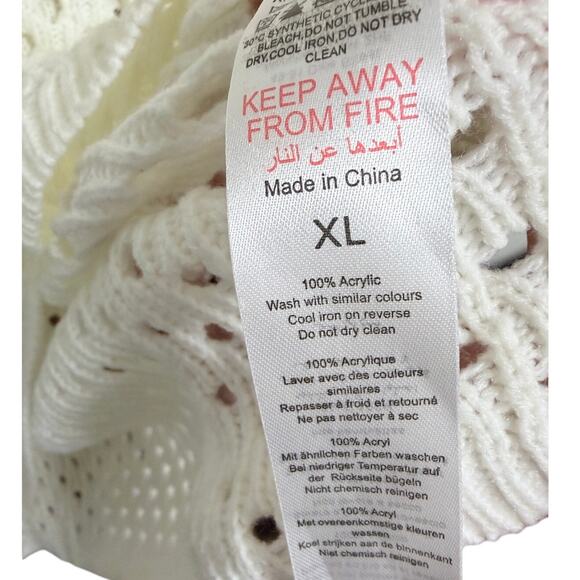 30°C SYNTHETIC CYCLE
BLEACH,DO NOT TUMBLE
DRY,COOL IRON,DO NOT DRY
CLEAN
KEEP AWAY
FROM FIRE
أبعدها عن النار
Made in China
XL
100% Acrylic
Wash with similar colours
Cool iron on reverse
Do not dry clean
100% Acrylique
Laver avec des couleurs
similaires
Repasser à froid et retourné
Ne pas nettoyer à sec
100% Acryl
Mit ähnlichen Farben waschen
Bei niedriger Temperatur auf
der Rückseite bügeln
Nicht chemisch reinigen
100% Acryl
Met overeenkomstige kleuren
wassen
Koel strijken aan de binnenkant
Niet chemisch reinigen